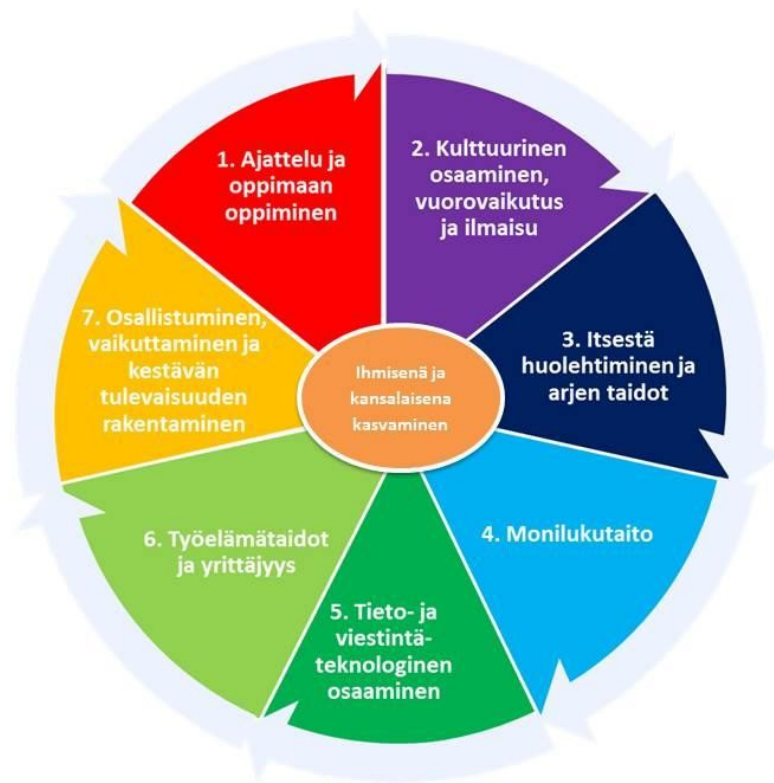 1. Ajattelu ja
oppimaan
oppiminen
2. Kulttuurinen
osaaminen,
vuorovaikutus
ja ilmaisu
3. Itsestä
huolehtiminen ja
arjen taidot
4. Monilukutaito
5. Tieto- ja
viestintä-
teknologinen
osaaminen
6. Työelämätaidot
ja yrittäjyys
7. Osallistuminen,
vaikuttaminen ja
kestävän
tulevaisuuden
rakentaminen
Ihmisenä ja
kansalaisena
kasvaminen